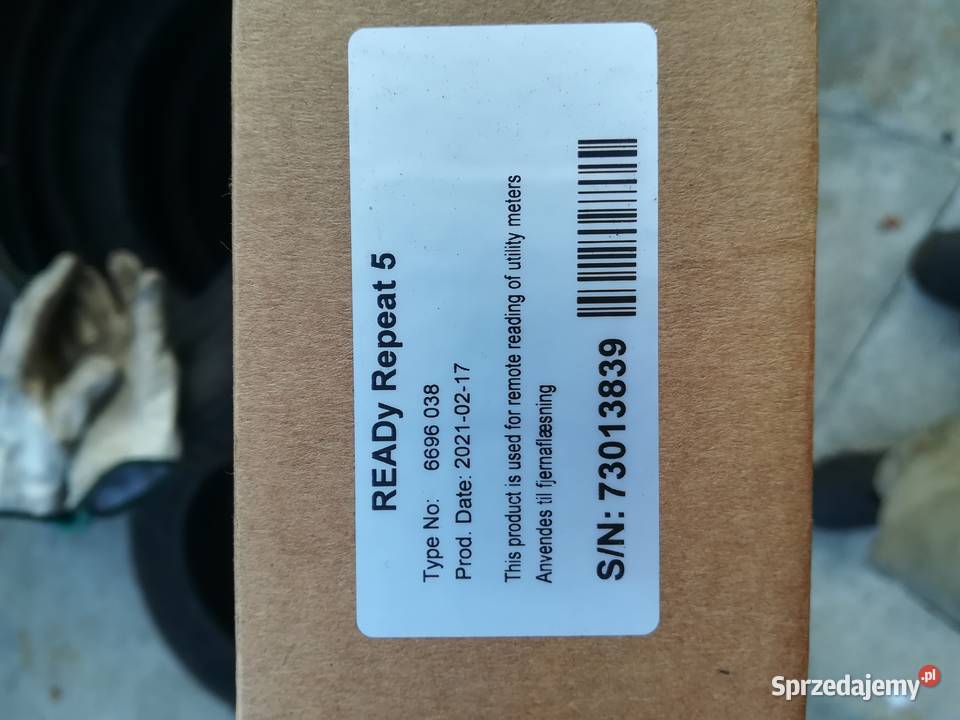 READy Repeat 5
Type No: 6696 038
Prod. Date: 2021-02-17
This product is used for remote reading of utility meters
Anvendes til fjernaflæsning
S/N: 73013839
Sprzedajemy.pl